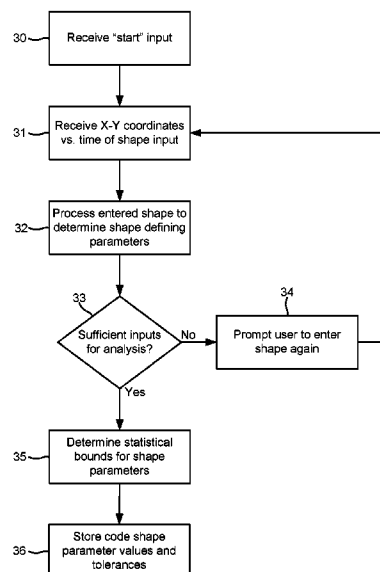 30
Receive "start" input
31
Receive X-Y coordinates
vs. time of shape input
32
Process entered shape to
determine shape defining
parameters
33
Sufficient inputs
for analysis?
No
34
Prompt user to enter
shape again
Yes
35
Determine statistical
bounds for shape
parameters
36
Store code shape
parameter values and
tolerances